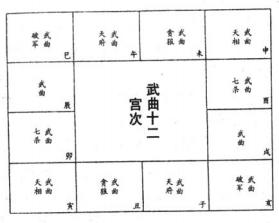 武曲
破军
巳
武曲
天府
午
武曲
贪狼
未
武曲
天相
申
武曲
辰
武曲十二
宫次
武曲
七杀
酉
武曲
七杀
卯
武曲
戌
武曲
天相
寅
武曲
贪狼
丑
武曲
天府
子
武曲
破军
亥